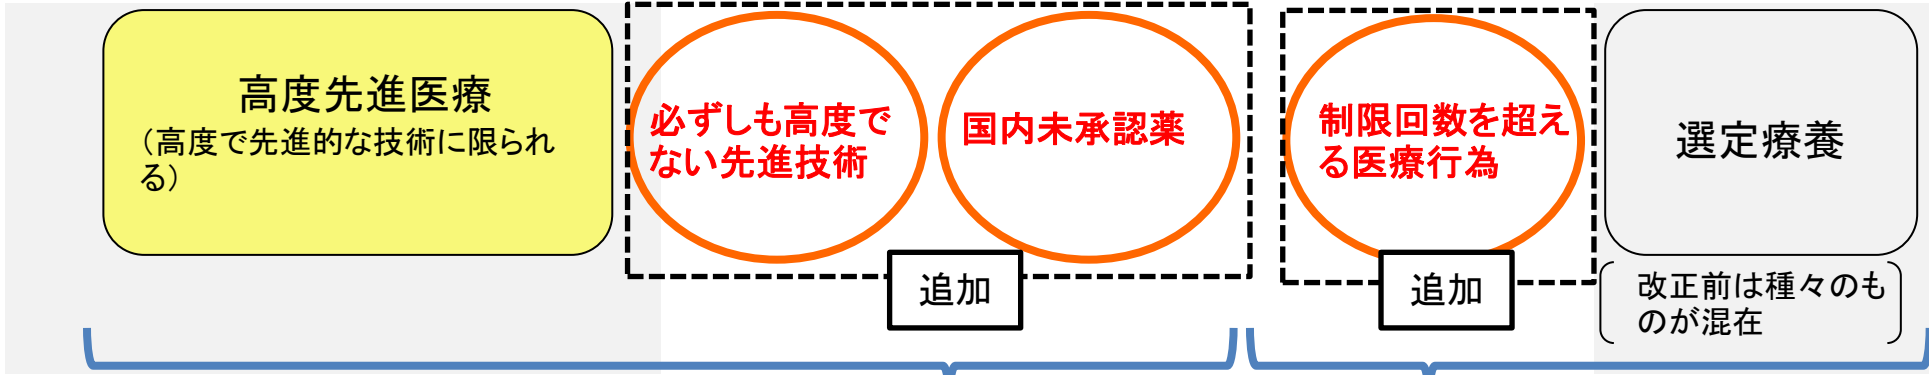 高度先進医療
（高度で先進的な技術に限られ
る）
必ずしも高度で
ない先進技術
国内未承認薬
制限回数を超え
る医療行為
選定療養
追加
追加
改正前は種々のも
のが混在